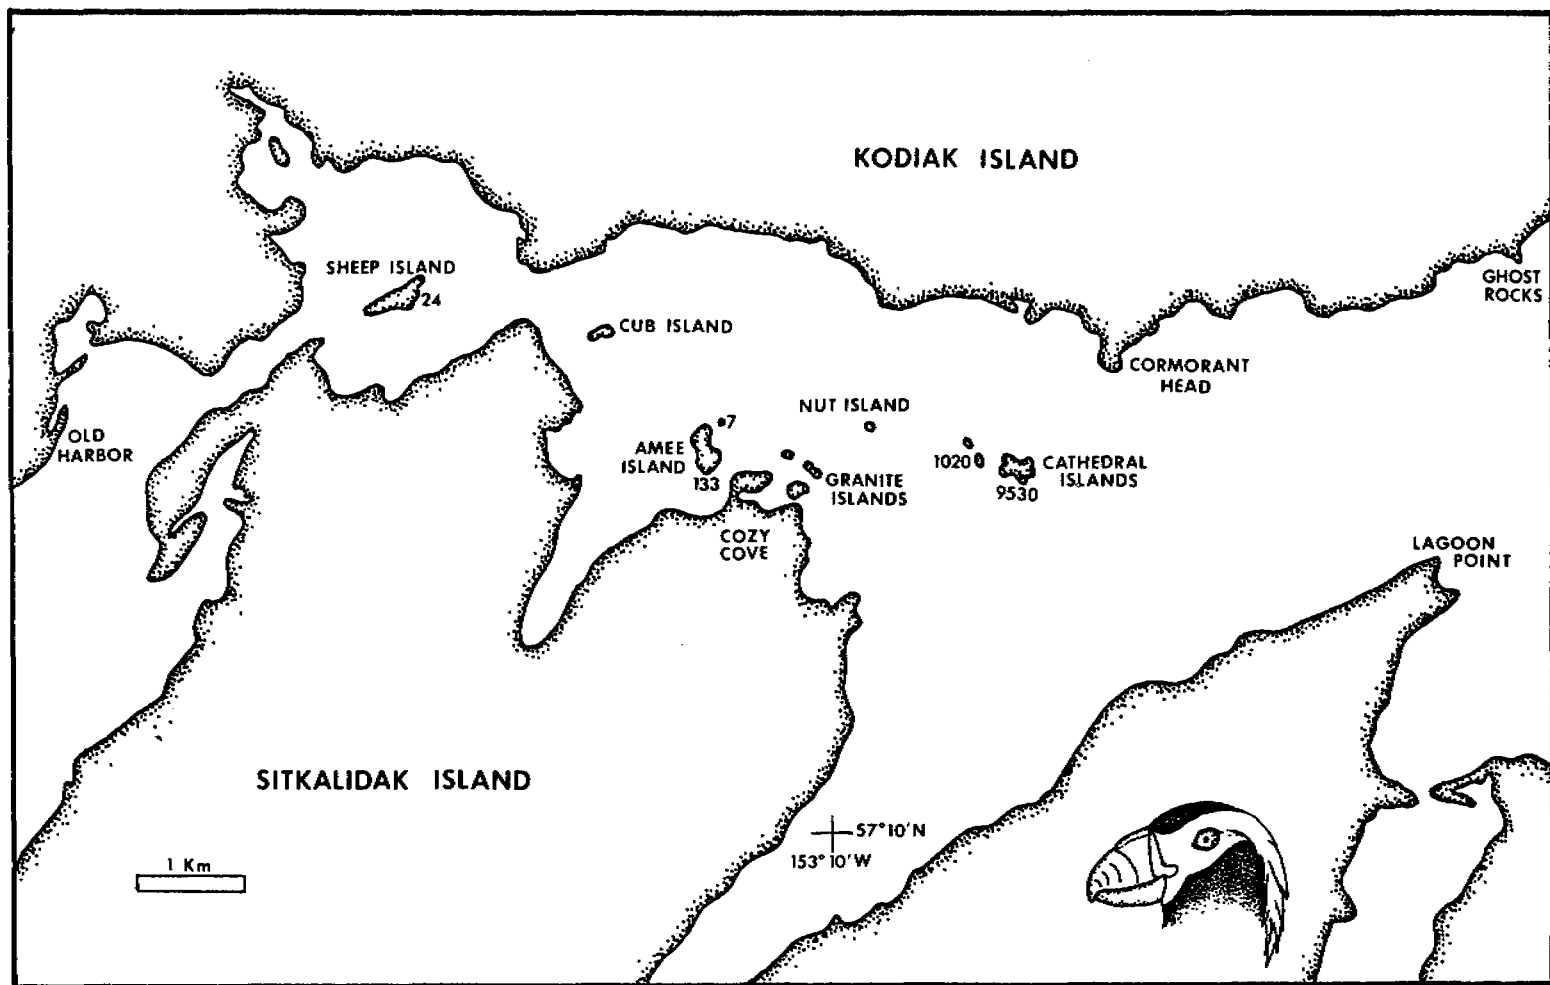 KODIAK ISLAND
GHOST
ROCKS
SHEEP ISLAND
24
CUB ISLAND
CORMORANT
HEAD
NUT ISLAND
7
OLD
HARBOR
AMEE
ISLAND
133
GRANITE
ISLANDS
1020
CATHEDRAL
ISLANDS
9530
COZY
COVE
LAGOON
POINT
SITKALIDAK ISLAND
57°10'N
153°10'W
1 Km